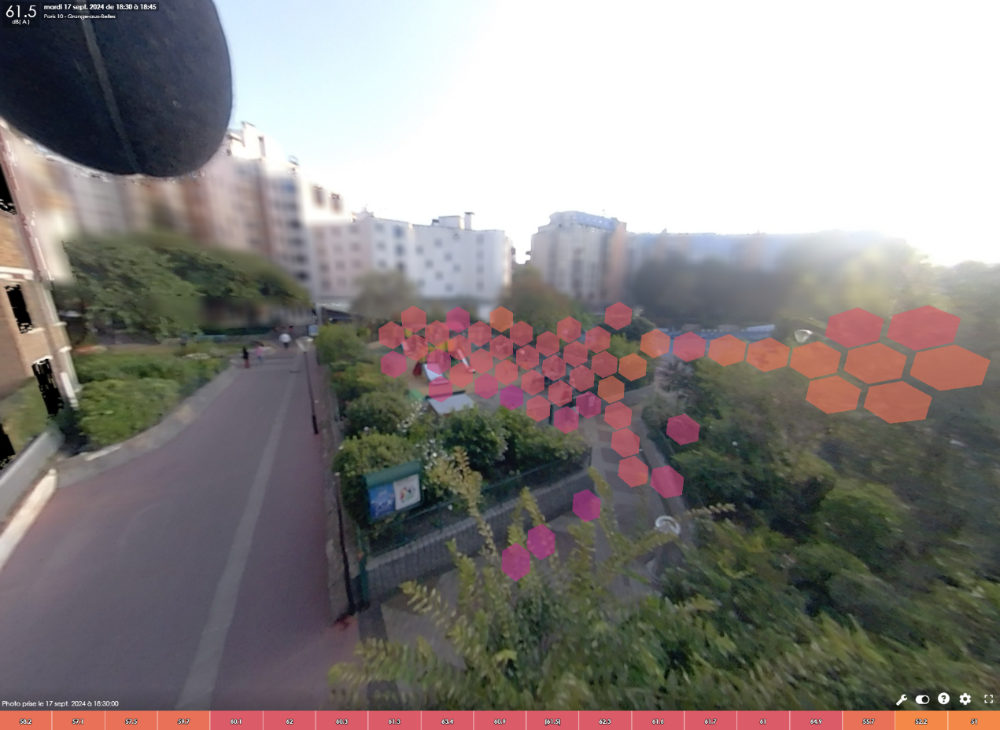 61.5
dB( A )
mardi 17 sept. 2024 de 18:30 à 18:45
Paris 10 - Grange-aux-Belles
Photo prise le 17 sept. 2024 à 18:30:00
58.2 57.1 57.5 59.7 60.1 62 60.3 61.3 63.4 60.9 [61.5] 62.3 61.6 61.7 61 64.9 55.7 52.2 51